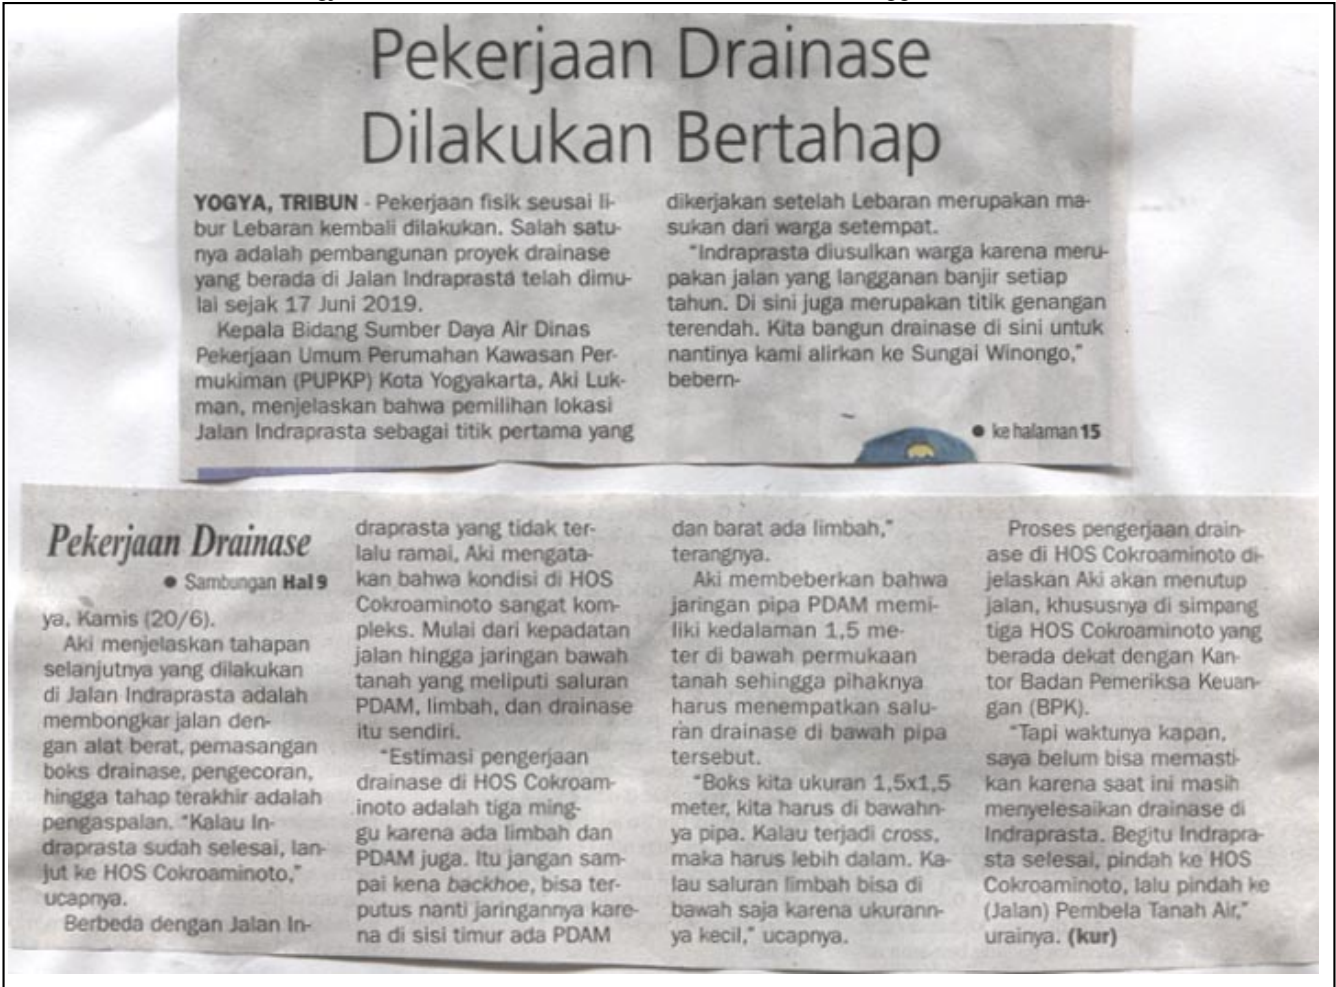 Pekerjaan Drainase
Dilakukan Bertahap
YOGYA, TRIBUN - Pekerjaan fisik seusai li-
bur Lebaran kembali dilakukan. Salah satu-
nya adalah pembangunan proyek drainase
yang berada di Jalan Indraprasta telah dimu-
lai sejak 17 Juni 2019.
Kepala Bidang Sumber Daya Air Dinas
Pekerjaan Umum Perumahan Kawasan Per-
mukiman (PUPKP) Kota Yogyakarta, Aki Luk-
man, menjelaskan bahwa pemilihan lokasi
Jalan Indraprasta sebagai titik pertama yang
dikerjakan setelah Lebaran merupakan ma-
sukan dari warga setempat.
"Indraprasta diusulkan warga karena meru-
pakan jalan yang langganan banjir setiap
tahun. Di sini juga merupakan titik genangan
terendah. Kita bangun drainase di sini untuk
nantinya kami alirkan ke Sungai Winongo,"
bebern-
● ke halaman 15
Pekerjaan Drainase
● Sambungan Hal 9
ya, Kamis (20/6).
Aki menjelaskan tahapan
selanjutnya yang dilakukan
di Jalan Indraprasta adalah
membongkar jalan den-
gan alat berat, pemasangan
boks drainase, pengecoran,
hingga tahap terakhir adalah
pengaspalan. "Kalau In-
draprasta sudah selesai, lan-
jut ke HOS Cokroaminoto,"
ucapnya.
Berbeda dengan Jalan In-
draprasta yang tidak ter-
lalu ramai, Aki mengata-
kan bahwa kondisi di HOS
Cokroaminoto sangat kom-
pleks. Mulai dari kepadatan
jalan hingga jaringan bawah
tanah yang meliputi saluran
PDAM, limbah, dan drainase
itu sendiri.
"Estimasi pengerjaan
drainase di HOS Cokroam-
inoto adalah tiga ming-
gu karena ada limbah dan
PDAM juga. Itu jangan sam-
pai kena backhoe, bisa ter-
putus nanti jaringannya kare-
na di sisi timur ada PDAM
dan barat ada limbah,"
terangnya.
Aki membeberkan bahwa
jaringan pipa PDAM memi-
liki kedalaman 1,5 me-
ter di bawah permukaan
tanah sehingga pihaknya
harus menempatkan salu-
ran drainase di bawah pipa
tersebut.
"Boks kita ukuran 1,5x1,5
meter, kita harus di bawahn-
ya pipa. Kalau terjadi cross,
maka harus lebih dalam. Ka-
lau saluran limbah bisa di
bawah saja karena ukurann-
ya kecil," ucapnya.
Proses pengerjaan drain-
ase di HOS Cokroaminoto di-
jelaskan Aki akan menutup
jalan, khususnya di simpang
tiga HOS Cokroaminoto yang
berada dekat dengan Kan-
tor Badan Pemeriksa Keuan-
gan (BPK).
"Tapi waktunya kapan,
saya belum bisa memasti-
kan karena saat ini masih
menyelesaikan drainase di
Indraprasta. Begitu Indrapra-
sta selesai, pindah ke HOS
Cokroaminoto, lalu pindah ke
(Jalan) Pembela Tanah Air,"
urainya. (kur)